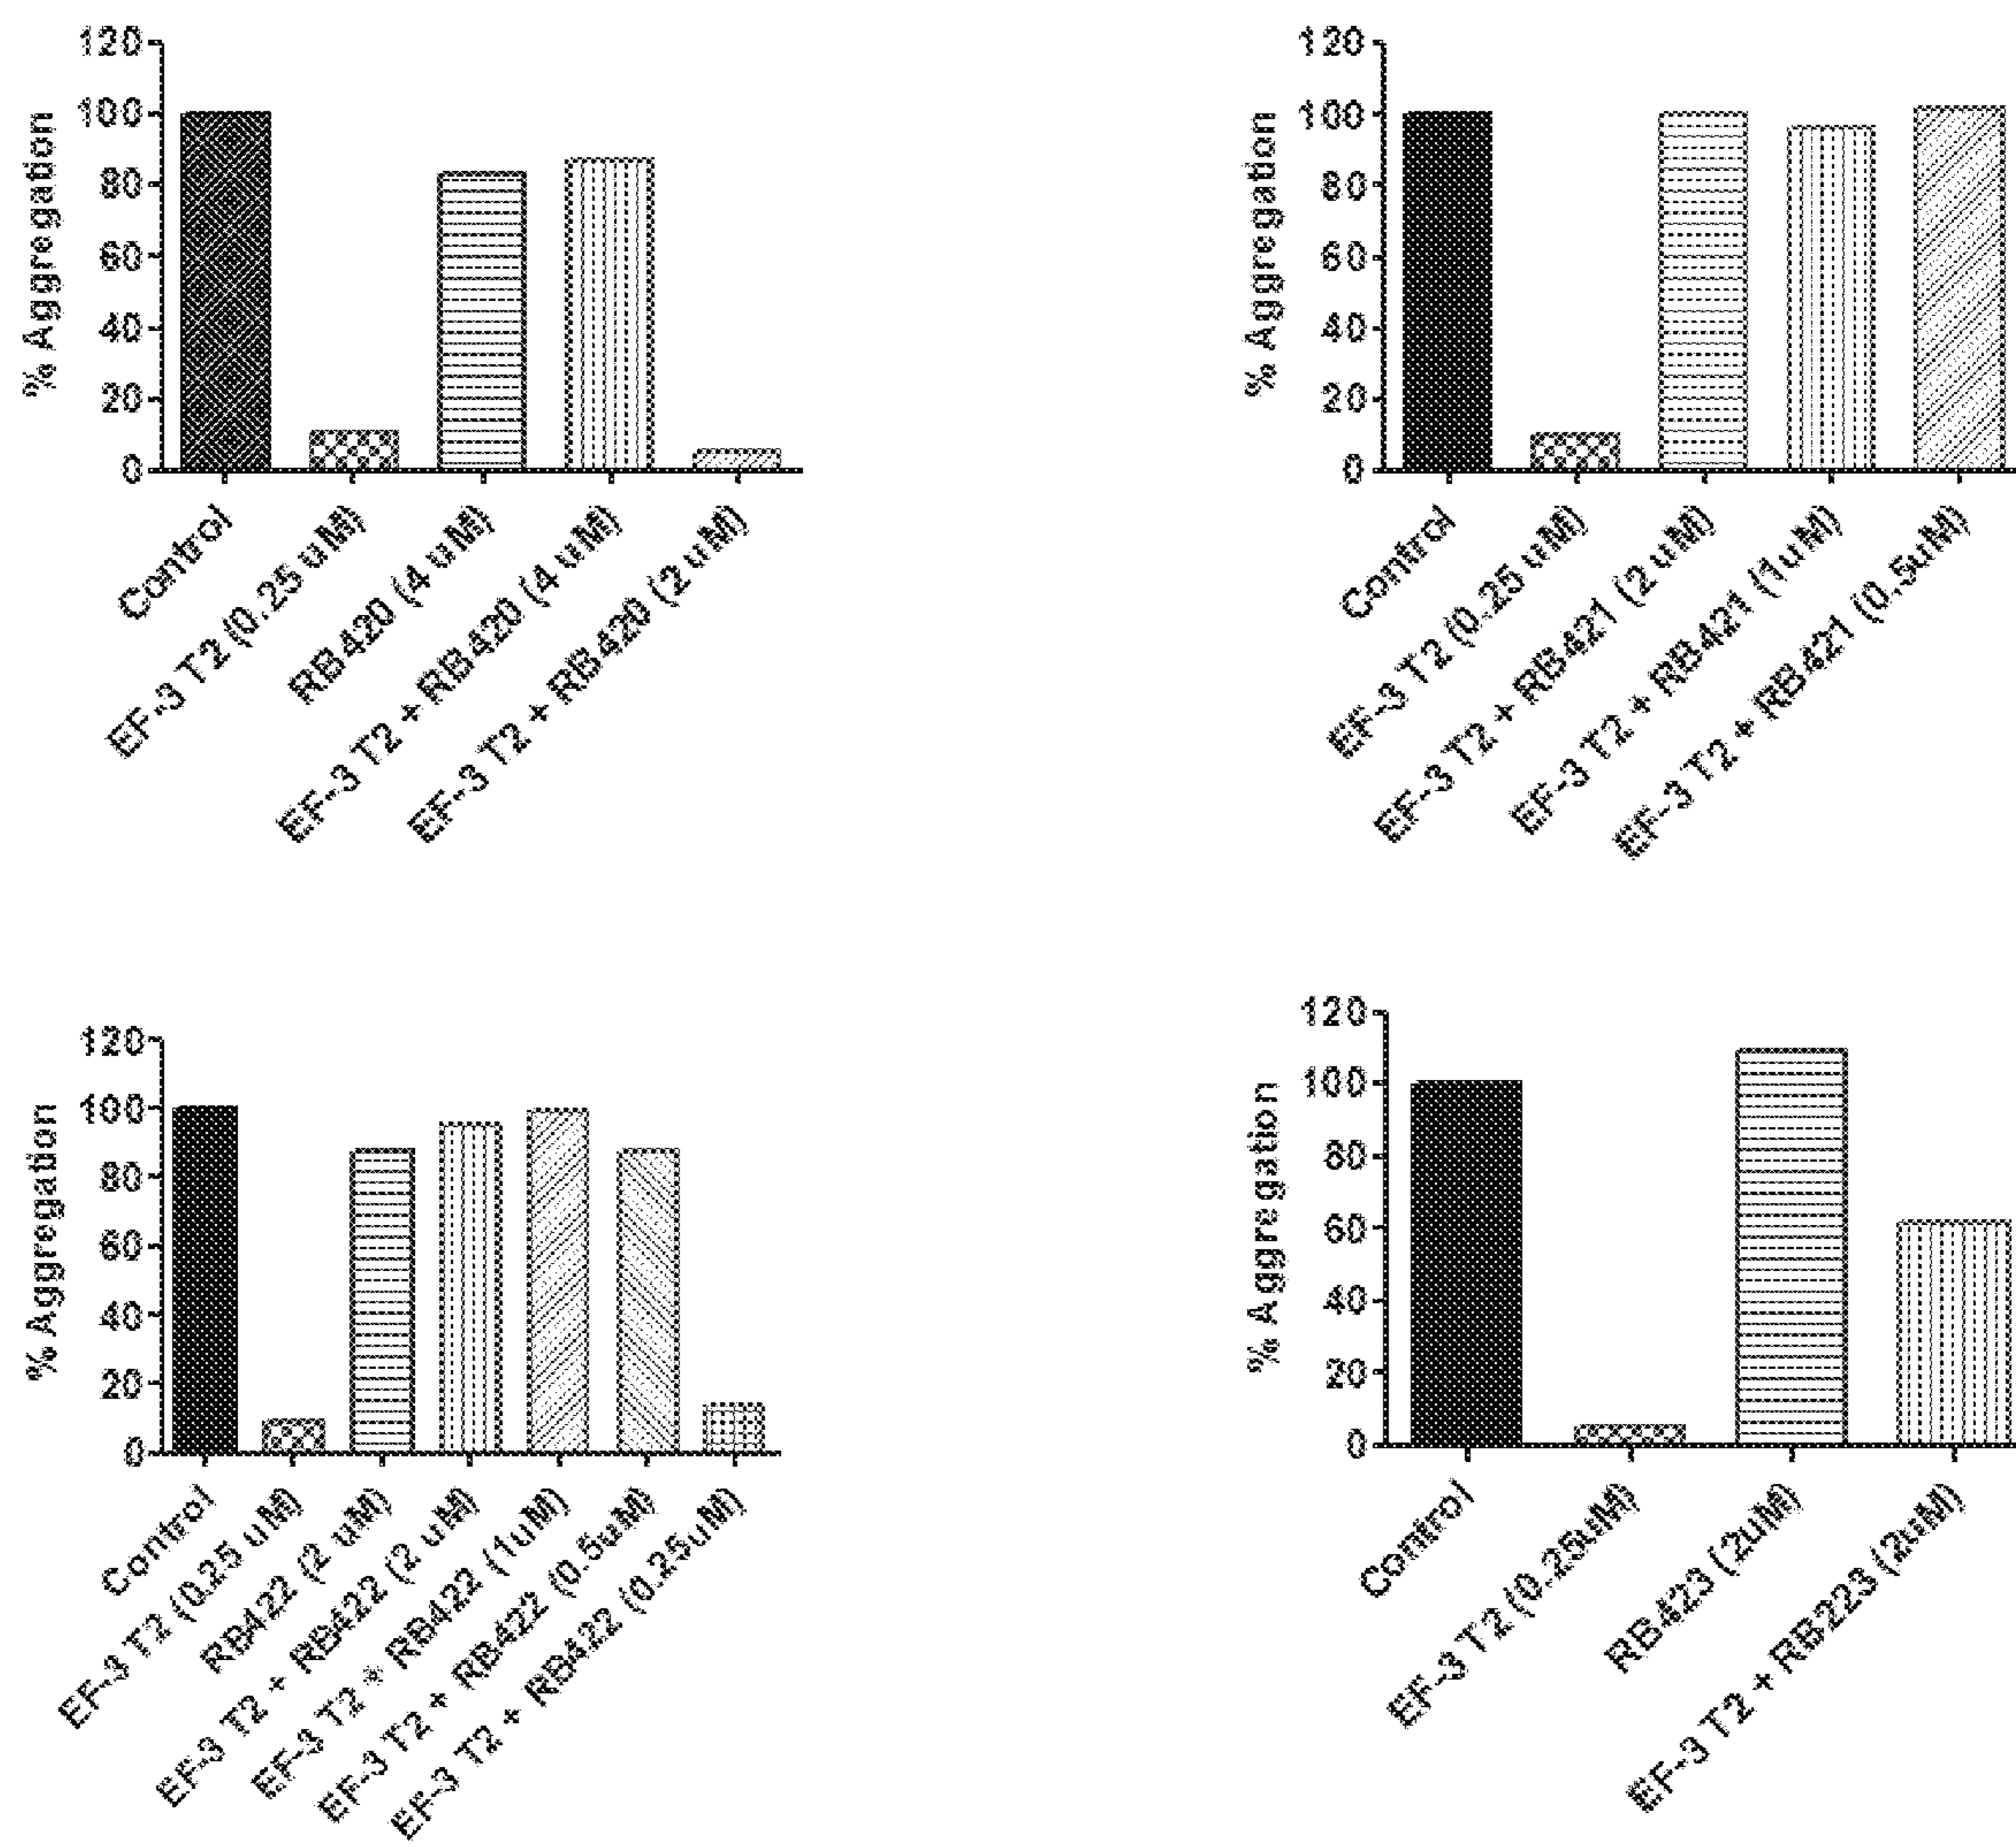 % Aggregation
120
100
80
60
40
20
0
Control
EF-3 T2 (0.25 uM)
RB420 (4 uM)
EF-3 T2 + RB420 (4 uM)
EF-3 T2 + RB420 (2 uM)
% Aggregation
120
100
80
60
40
20
0
Control
EF-3 T2 (0.25 uM)
EF-3 T2 + RB421 (2 uM)
EF-3 T2 + RB421 (1uM)
EF-3 T2 + RB421 (0.5uM)
% Aggregation
120
100
80
60
40
20
0
Control
EF-3 T2 (0.25 uM)
RB422 (2 uM)
EF-3 T2 + RB422 (2 uM)
EF-3 T2 + RB422 (1uM)
EF-3 T2 + RB422 (0.5uM)
EF-3 T2 + RB422 (0.25uM)
% Aggregation
120
100
80
60
40
20
0
Control
EF-3 T2 (0.25uM)
RB423 (2uM)
EF-3 T2 + RB223 (2uM)